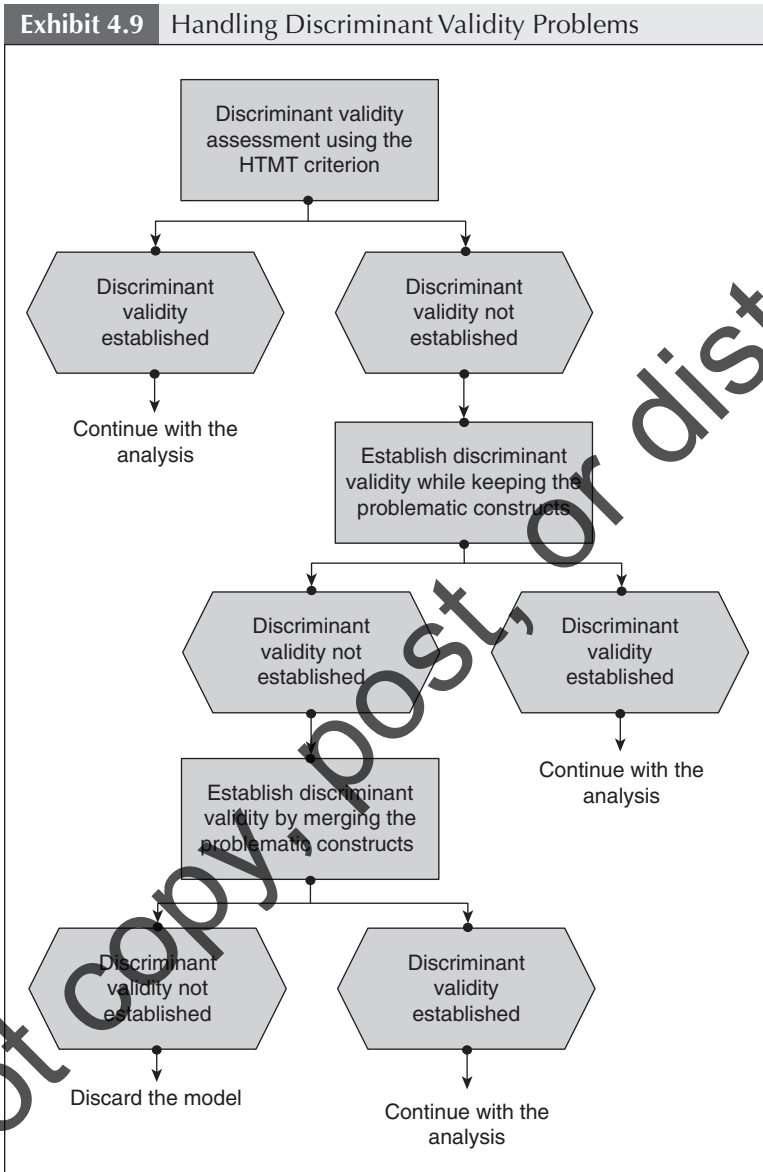 Exhibit 4.9 Handling Discriminant Validity Problems
Discriminant validity
assessment using the
HTMT criterion
Discriminant
validity
established
Discriminant
validity not
established
Continue with the
analysis
Establish discriminant
validity while keeping the
problematic constructs
Discriminant
validity not
established
Discriminant
validity
established
Continue with the
analysis
Establish discriminant
validity by merging the
problematic constructs
Discriminant
validity not
established
Discriminant
validity
established
Discard the model
Continue with the
analysis
copy, post, or